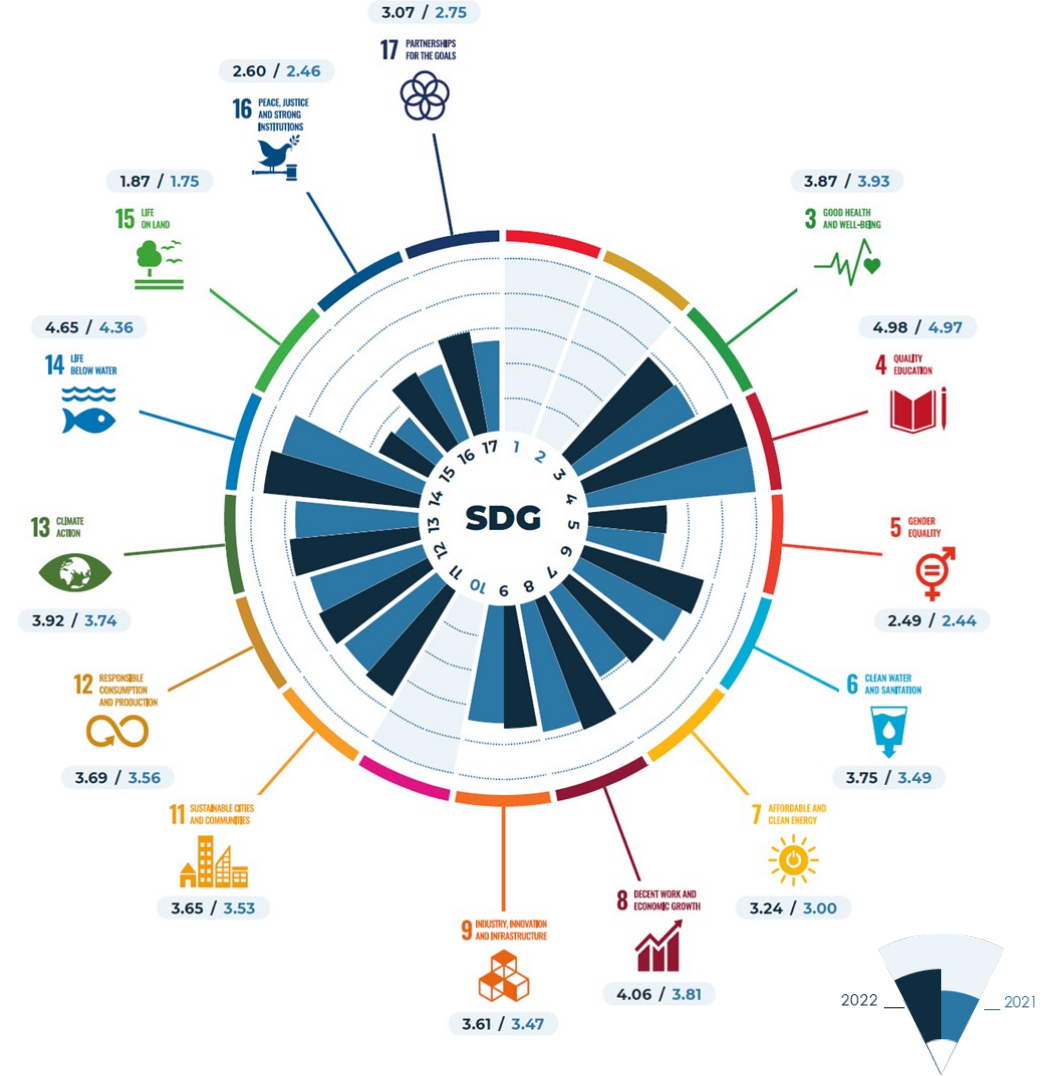 3.07 / 2.75
17 PARTNERSHIPS
FOR THE GOALS
2.60 / 2.46
16 PEACE, JUSTICE
AND STRONG
INSTITUTIONS
1.87 / 1.75
15 LIFE
ON LAND
3.87 / 3.93
3 GOOD HEALTH
AND WELL-BEING
4.65 / 4.36
14 LIFE
BELOW WATER
4.98 / 4.97
4 QUALITY
EDUCATION
13 CLIMATE
ACTION
3.92 / 3.74
5 GENDER
EQUALITY
2.49 / 2.44
12 RESPONSIBLE
CONSUMPTION
AND PRODUCTION
3.69 / 3.56
6 CLEAN WATER
AND SANITATION
3.75 / 3.49
11 SUSTAINABLE CITIES
AND COMMUNITIES
3.65 / 3.53
7 AFFORDABLE AND
CLEAN ENERGY
3.24 / 3.00
9 INDUSTRY, INNOVATION
AND INFRASTRUCTURE
3.61 / 3.47
8 DECENT WORK AND
ECONOMIC GROWTH
4.06 / 3.81
SDG
1
2
3
4
5
6
7
8
9
10
11
12
13
14
15
16
17
2022
2021